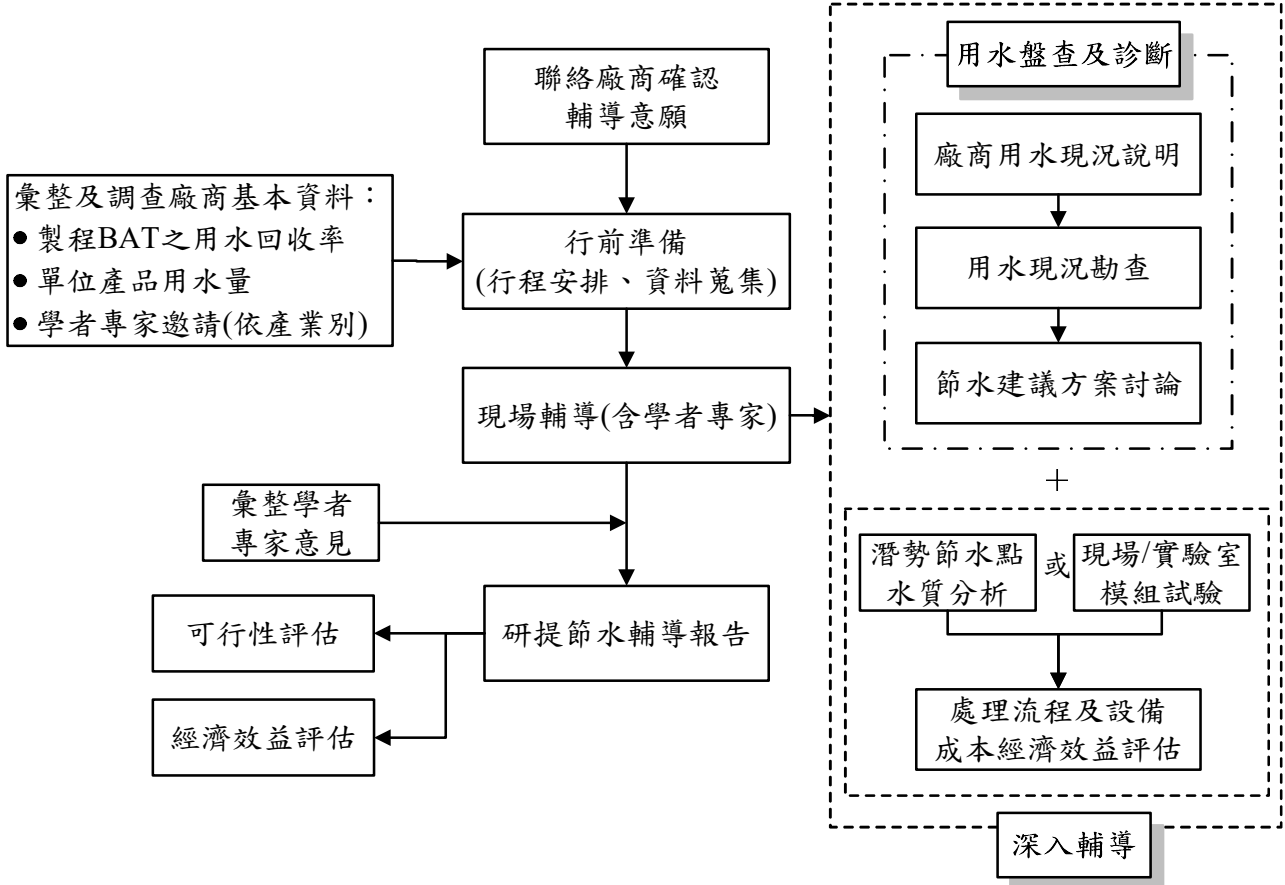 聯絡廠商確認
輔導意願
彙整及調查廠商基本資料：
● 製程BAT之用水回收率
● 單位產品用水量
● 學者專家邀請(依產業別)
行前準備
(行程安排、資料蒐集)
現場輔導(含學者專家)
彙整學者
專家意見
研提節水輔導報告
可行性評估
經濟效益評估
用水盤查及診斷
廠商用水現況說明
用水現況勘查
節水建議方案討論
+
潛勢節水點
水質分析
或
現場/實驗室
模組試驗
處理流程及設備
成本經濟效益評估
深入輔導